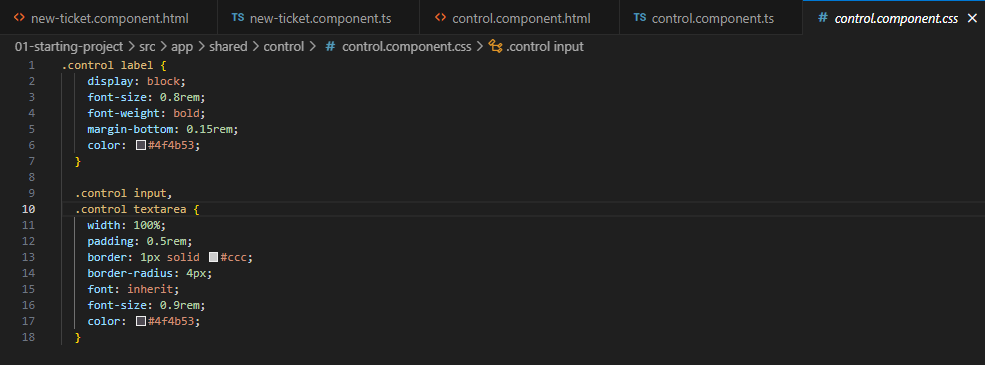 <> new-ticket.component.html TS new-ticket.component.ts <> control.component.html TS control.component.ts # control.component.css ×
01-starting-project > src > app > shared > control > # control.component.css > .control input
1 .control label {
2 display: block;
3 font-size: 0.8rem;
4 font-weight: bold;
5 margin-bottom: 0.15rem;
6 color: #4f4b53;
7 }
8
9 .control input,
10 .control textarea {
11 width: 100%;
12 padding: 0.5rem;
13 border: 1px solid #ccc;
14 border-radius: 4px;
15 font: inherit;
16 font-size: 0.9rem;
17 color: #4f4b53;
18 }